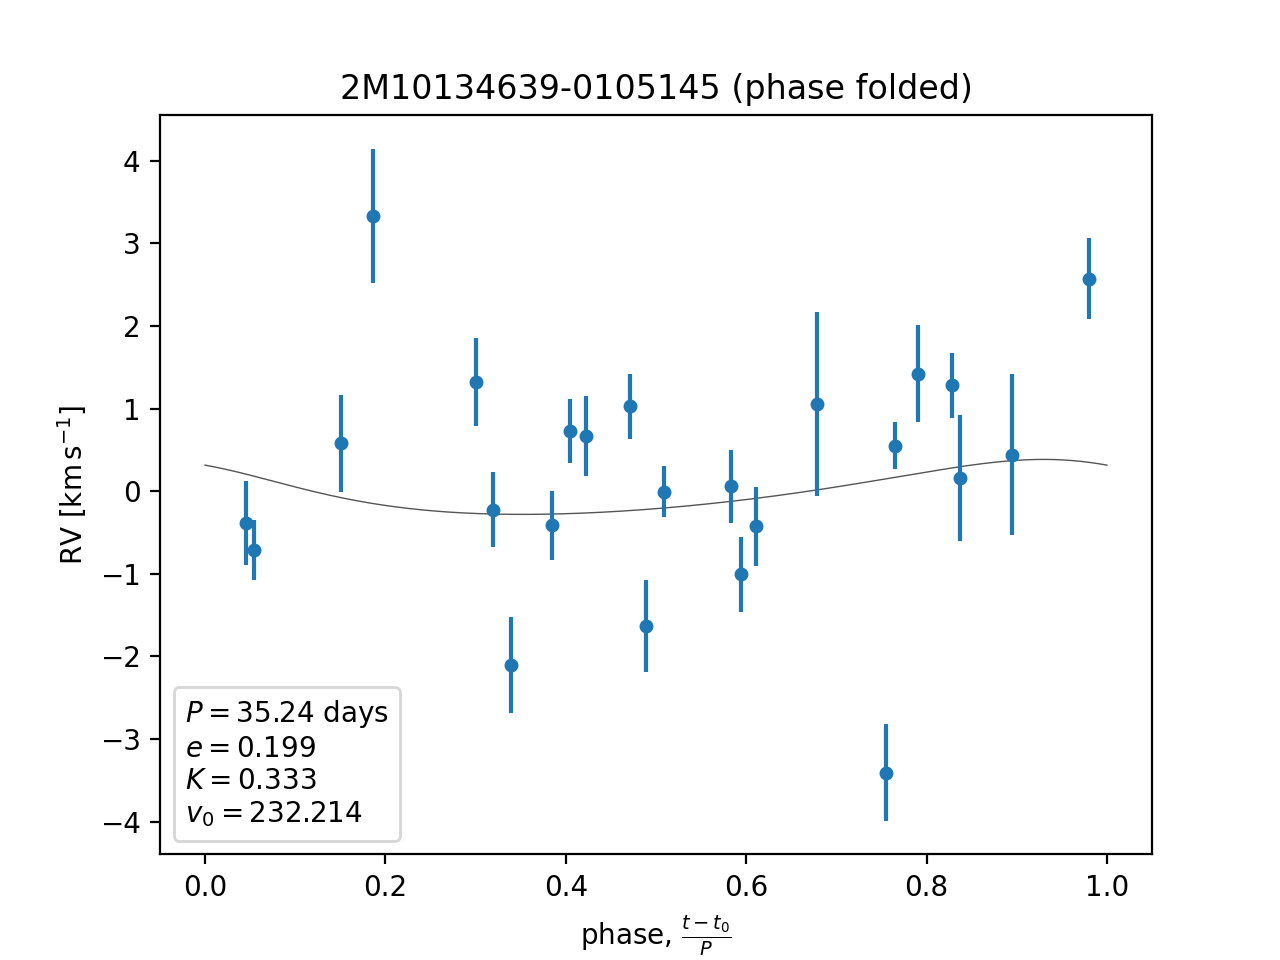 2M10134639-0105145 (phase folded)
RV [km s⁻¹]
4
3
2
1
0
−1
−2
−3
−4
P = 35.24 days
e = 0.199
K = 0.333
v₀ = 232.214
0.0 0.2 0.4 0.6 0.8 1.0
phase, (t − t₀)/P